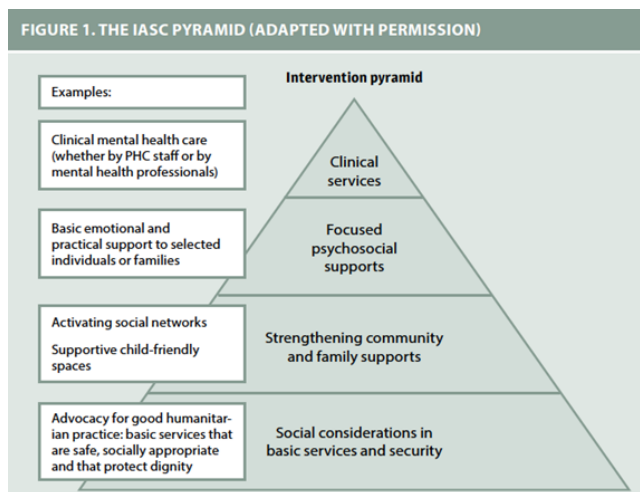 FIGURE 1. THE IASC PYRAMID (ADAPTED WITH PERMISSION)
Intervention pyramid
Examples:
Clinical mental health care
(whether by PHC staff or by
mental health professionals)
Clinical
services
Basic emotional and
practical support to selected
individuals or families
Focused
psychosocial
supports
Activating social networks
Supportive child-friendly
spaces
Strengthening community
and family supports
Advocacy for good humanitar-
ian practice: basic services that
are safe, socially appropriate
and that protect dignity
Social considerations in
basic services and security